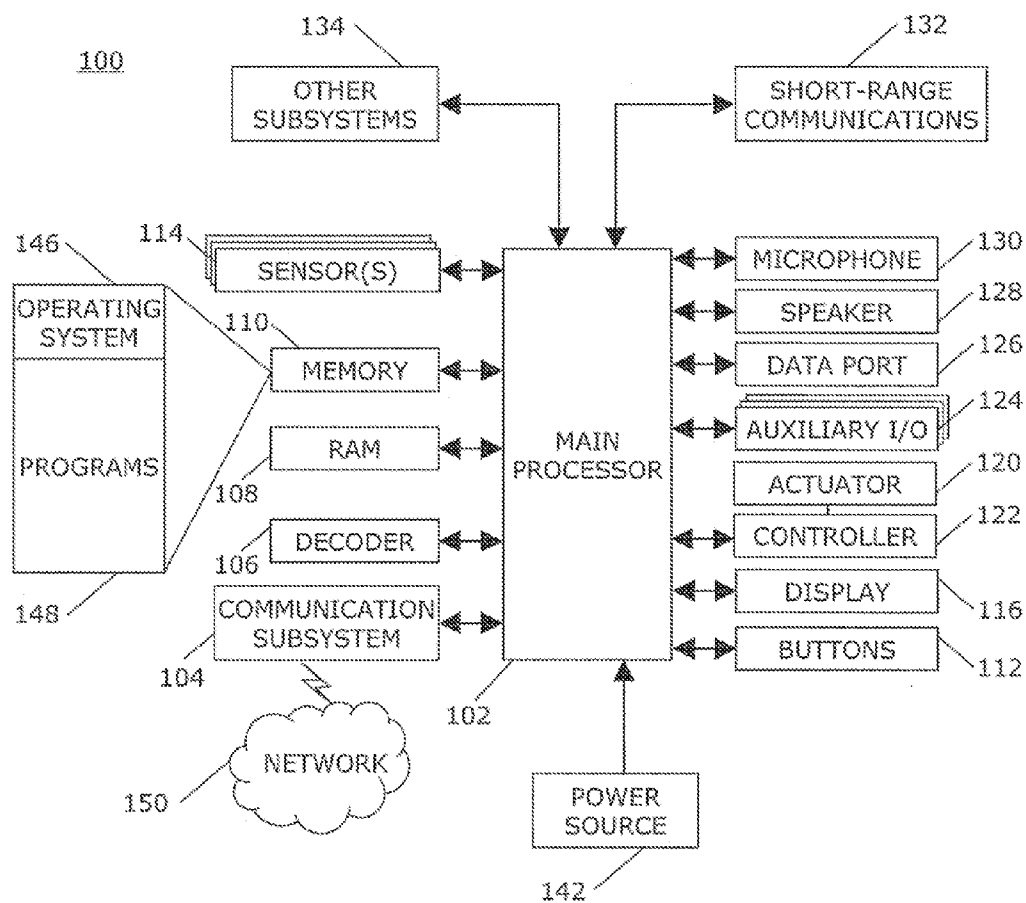 100
134
OTHER
SUBSYSTEMS
132
SHORT-RANGE
COMMUNICATIONS
146
OPERATING
SYSTEM
PROGRAMS
148
114
SENSOR(S)
110
MEMORY
RAM
108
DECODER
106
COMMUNICATION
SUBSYSTEM
104
NETWORK
150
MAIN
PROCESSOR
102
MICROPHONE
130
SPEAKER
128
DATA PORT
126
AUXILIARY I/O
124
ACTUATOR
120
CONTROLLER
122
DISPLAY
116
BUTTONS
112
POWER
SOURCE
142